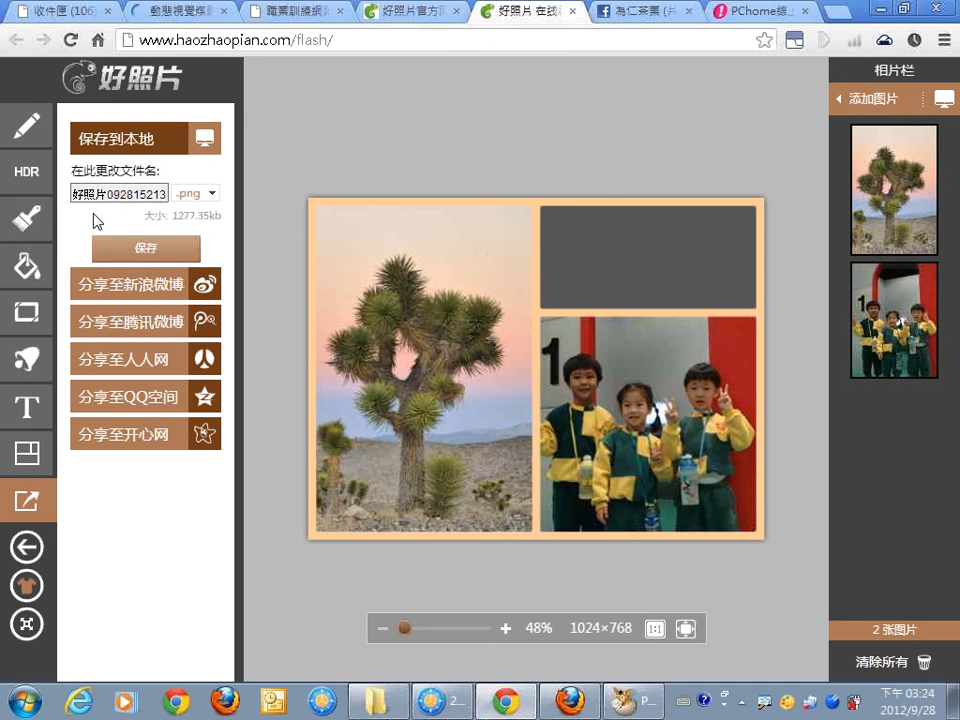 收件匣 (106)
動態視覺
職業訓練網
好照片官方
好照片 在线
為仁茶業 (片
PChome線上
www.haozhaopian.com/flash/
好照片
HDR
T
保存到本地
在此更改文件名:
好照片092815213
.png
大小: 1277.35kb
保存
分享至新浪微博
分享至腾讯微博
分享至人人网
分享至QQ空间
分享至开心网
1
48%
1024×768
1:1
相片栏
添加图片
1
2 张图片
清除所有
2...
P...
下午 03:24
2012/9/28